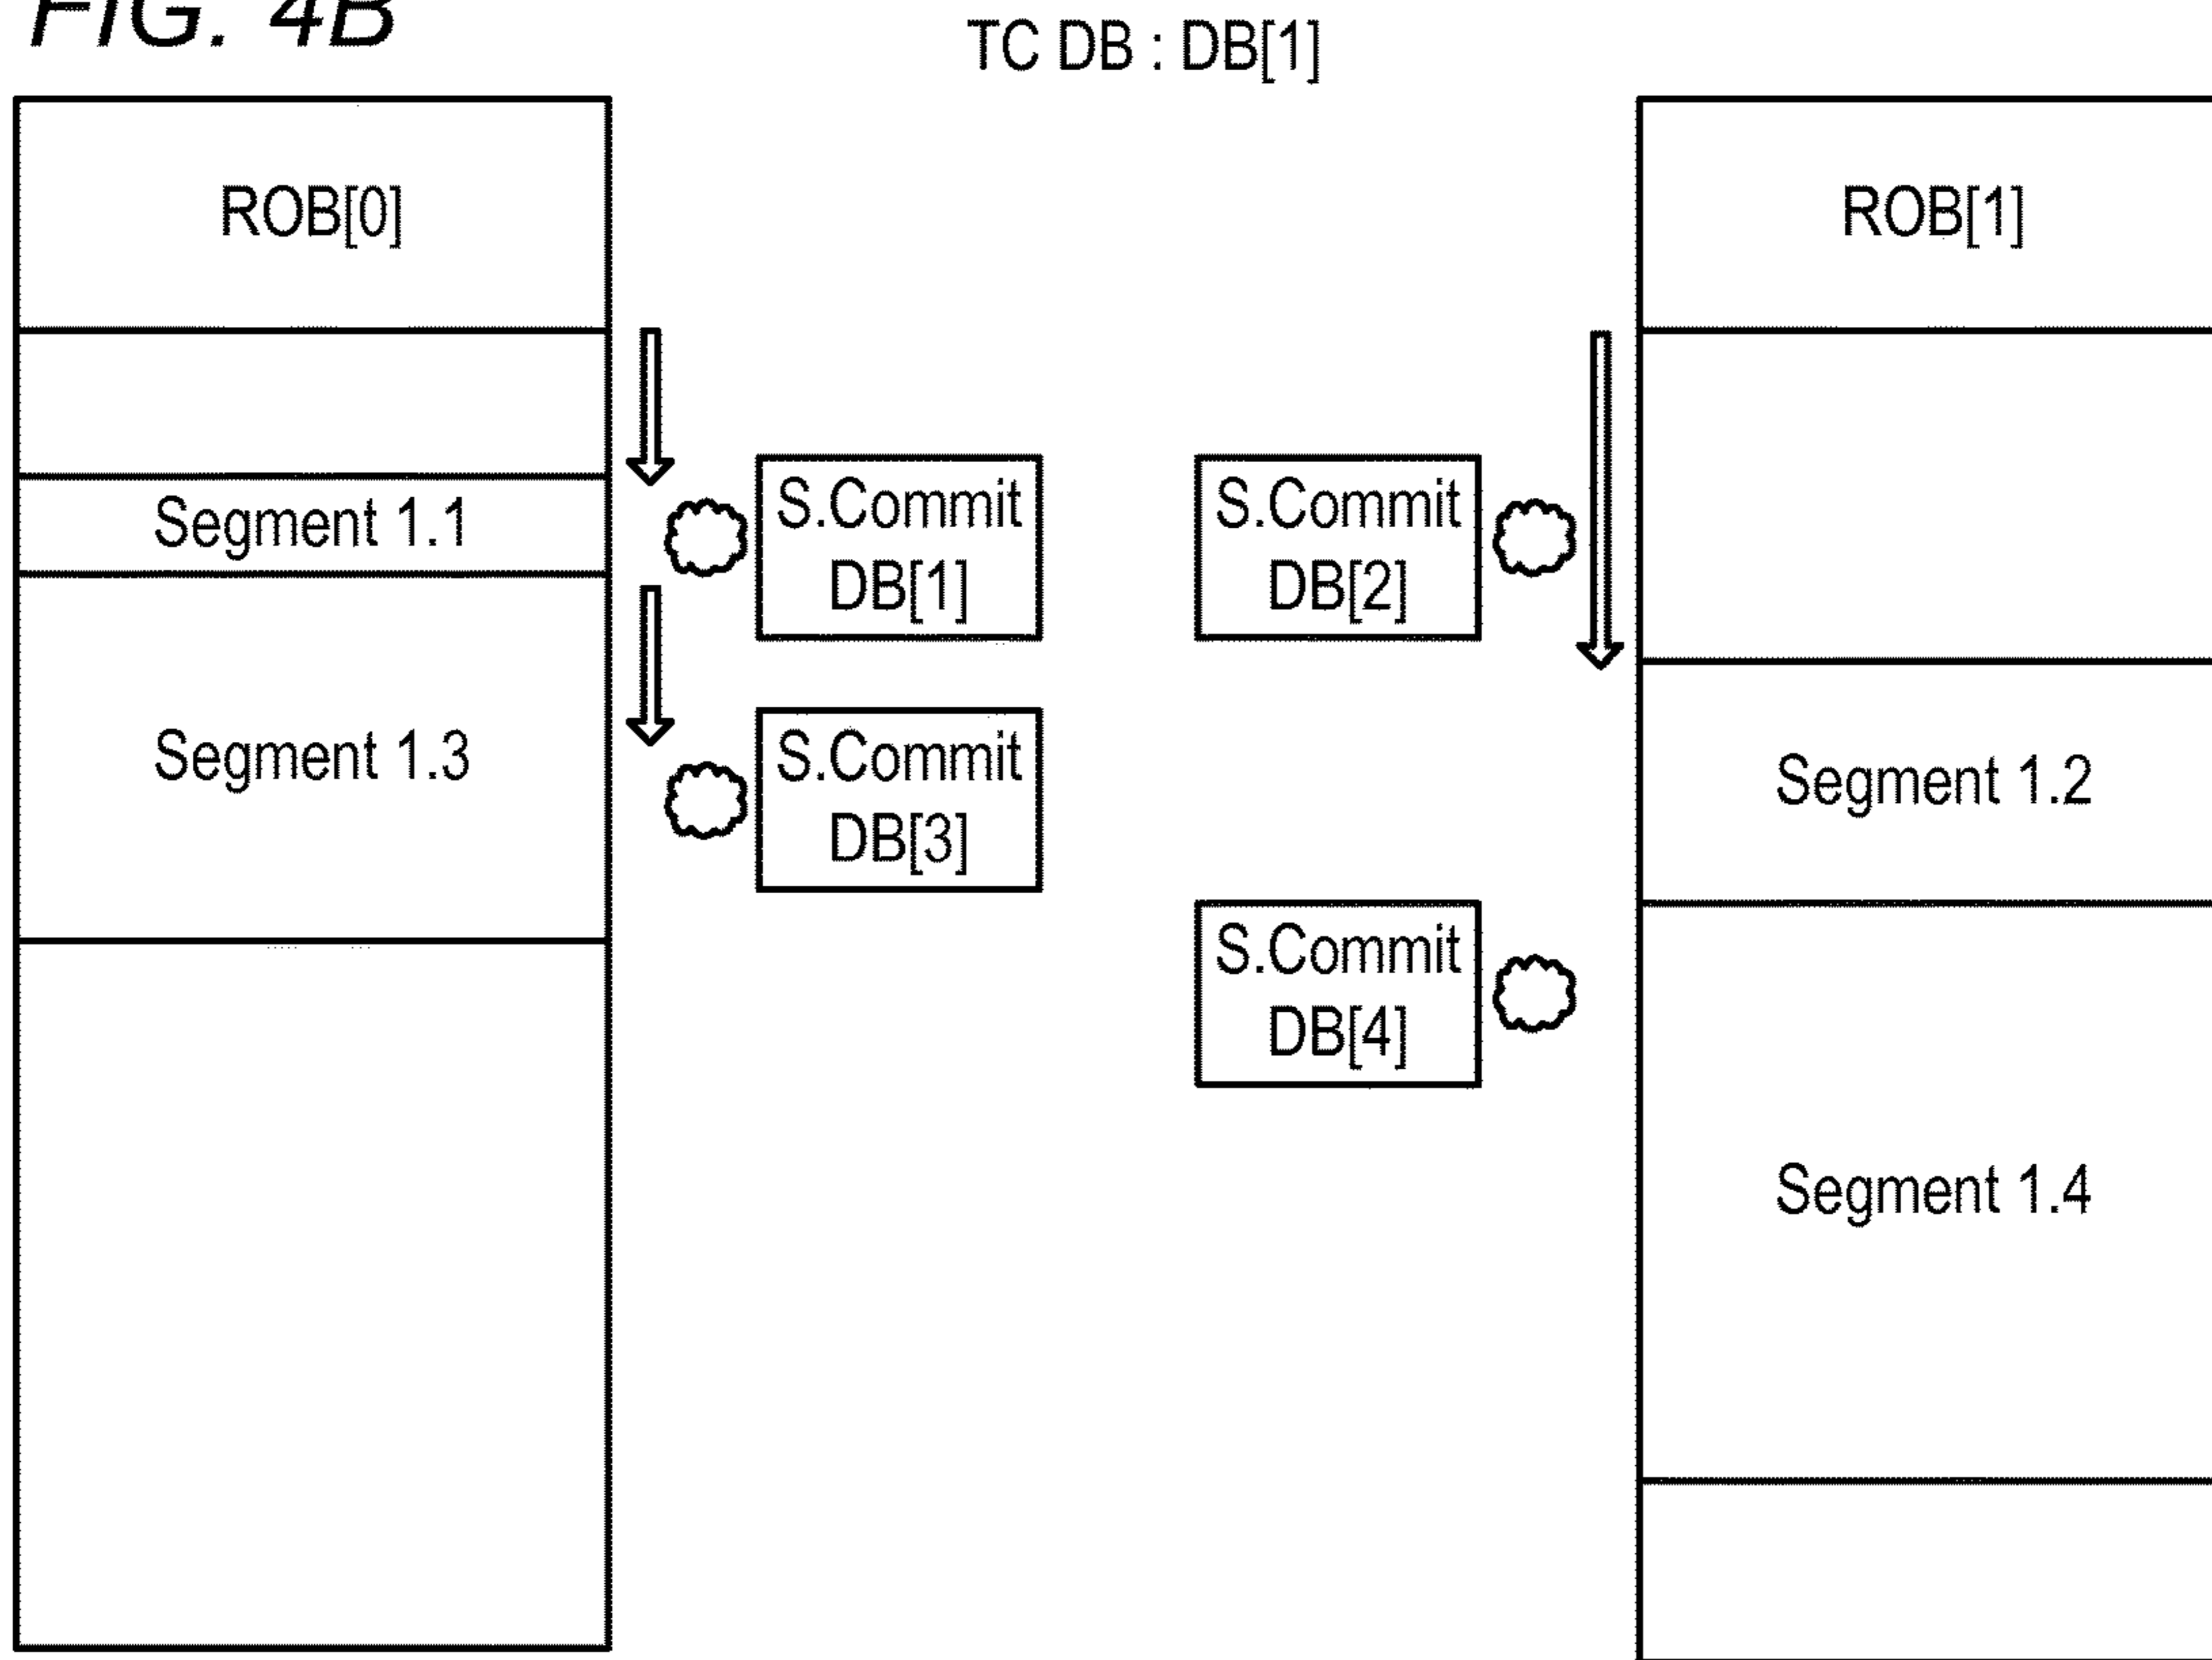 FIG. 4B
TC DB : DB[1]
ROB[0]
Segment 1.1
Segment 1.3
S.Commit
DB[1]
S.Commit
DB[3]
S.Commit
DB[2]
S.Commit
DB[4]
ROB[1]
Segment 1.2
Segment 1.4